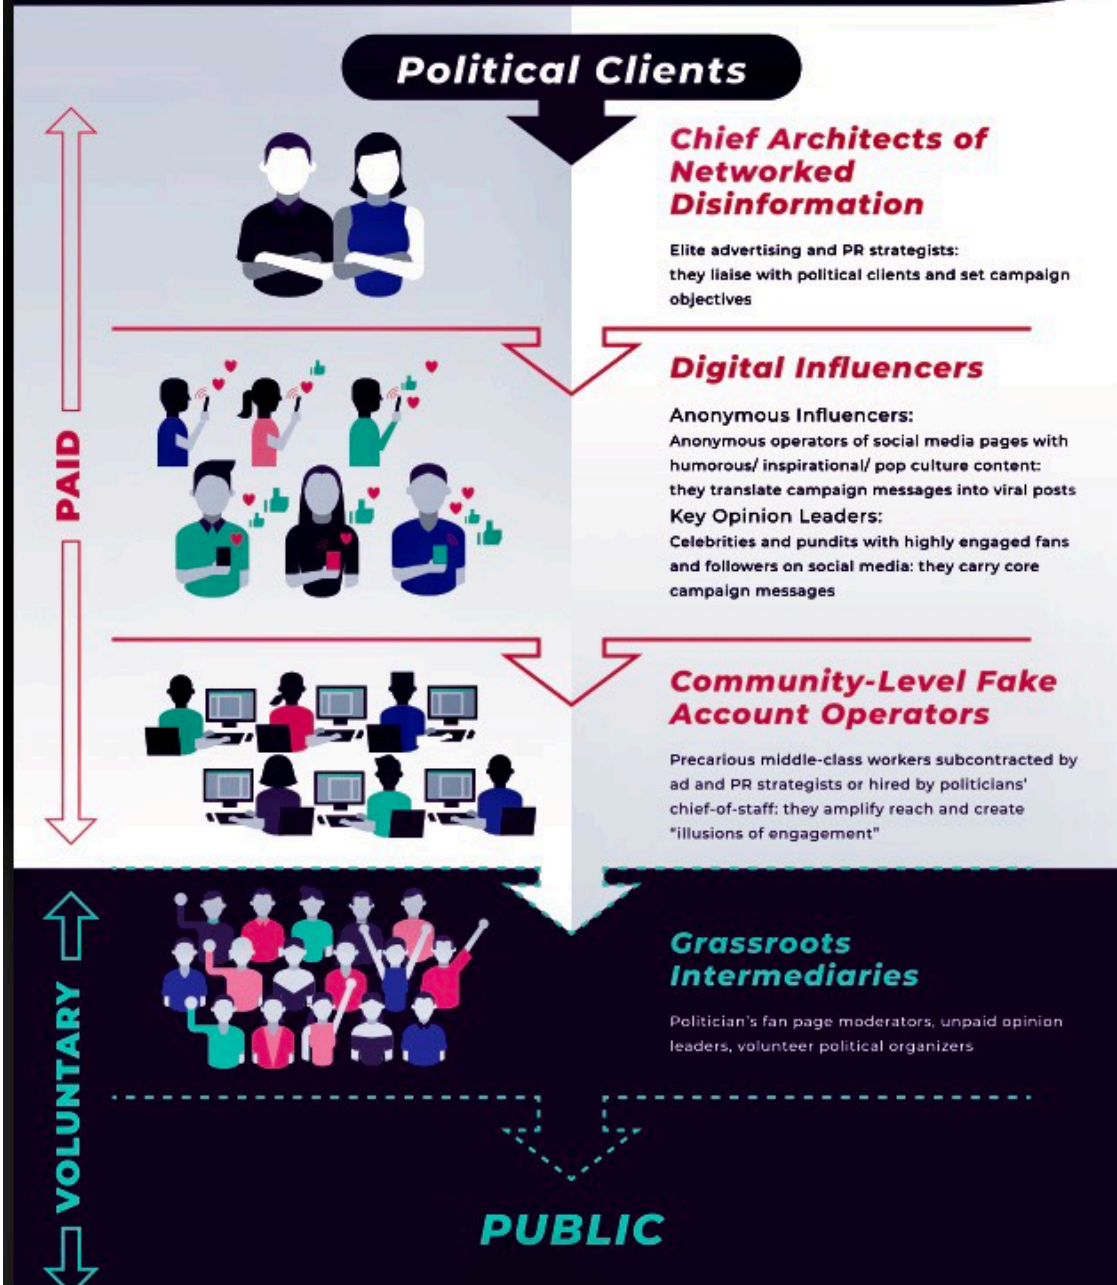 Political Clients
Chief Architects of
Networked
Disinformation
Elite advertising and PR strategists:
they liaise with political clients and set campaign
objectives
PAID
Digital Influencers
Anonymous Influencers:
Anonymous operators of social media pages with
humorous/ inspirational/ pop culture content:
they translate campaign messages into viral posts
Key Opinion Leaders:
Celebrities and pundits with highly engaged fans
and followers on social media: they carry core
campaign messages
Community-Level Fake
Account Operators
Precarious middle-class workers subcontracted by
ad and PR strategists or hired by politicians'
chief-of-staff: they amplify reach and create
"illusions of engagement"
VOLUNTARY
Grassroots
Intermediaries
Politician's fan page moderators, unpaid opinion
leaders, volunteer political organizers
PUBLIC